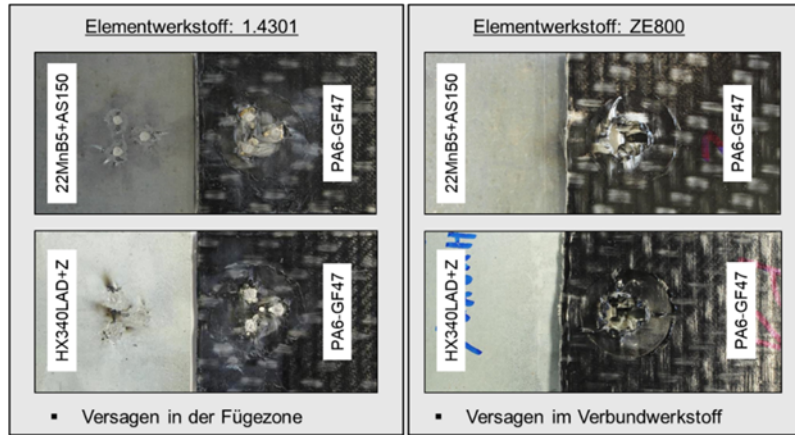 Elementwerkstoff: 1.4301
22MnB5+AS150
PA6-GF47
HX340LAD+Z
PA6-GF47
▪ Versagen in der Fügezone
Elementwerkstoff: ZE800
22MnB5+AS150
PA6-GF47
HX340LAD+Z
PA6-GF47
▪ Versagen im Verbundwerkstoff